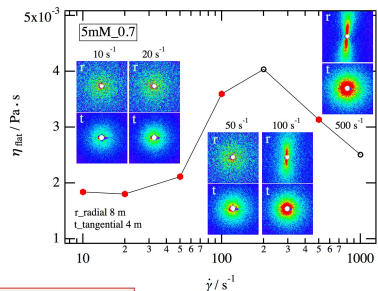 5x10⁻³
5mM_0.7
10 s⁻¹
20 s⁻¹
r
r
t
t
r
t
4
η flat / Pa • s
3
50 s⁻¹
100 s⁻¹
500 s⁻¹
r
r
t
t
2
r_radial 8 m
t_tangential 4 m
1
10
2
3
4
5
6
7
100
2
3
4
5
6
7
1000
γ̇ / s⁻¹